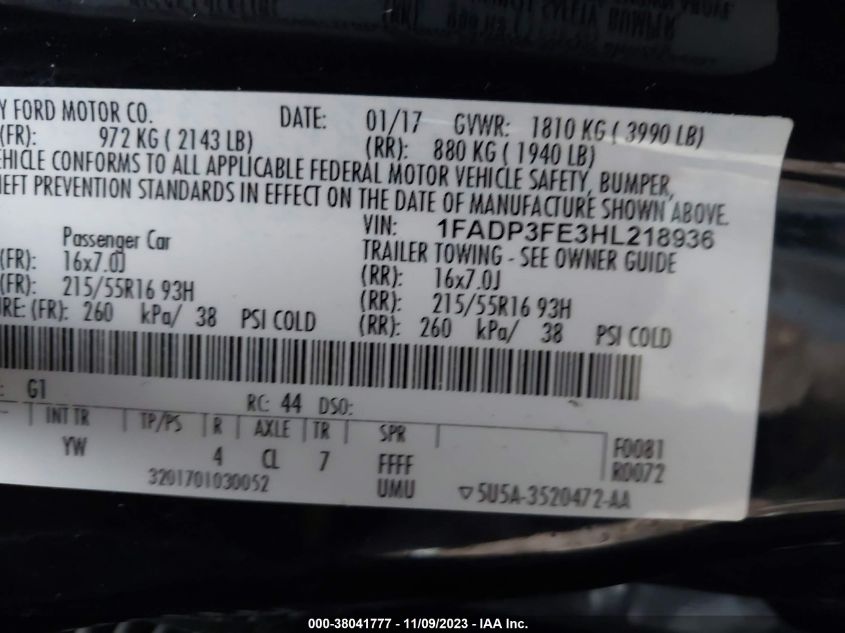 Y FORD MOTOR CO. DATE: 01/17 GVWR: 1810 KG ( 3990 LB)
(FR): 972 KG ( 2143 LB) (RR): 880 KG ( 1940 LB)
EHICLE CONFORMS TO ALL APPLICABLE FEDERAL MOTOR VEHICLE SAFETY, BUMPER,
HEFT PREVENTION STANDARDS IN EFFECT ON THE DATE OF MANUFACTURE SHOWN ABOVE.
VIN: 1FADP3FE3HL218936
Passenger Car TRAILER TOWING - SEE OWNER GUIDE
(FR): 16x7.0J (RR): 16x7.0J
(FR): 215/55R16 93H (RR): 215/55R16 93H
URE: (FR): 260 kPa/ 38 PSI COLD (RR): 260 kPa/ 38 PSI COLD
: G1 RC: 44 DSO:
INT TR TP/PS R AXLE TR SPR F0081
YW 4 CL 7 FFFF R0072
3201701030052 UMU ▽5U5A-3520472-AA
000-38041777 - 11/09/2023 - IAA Inc.